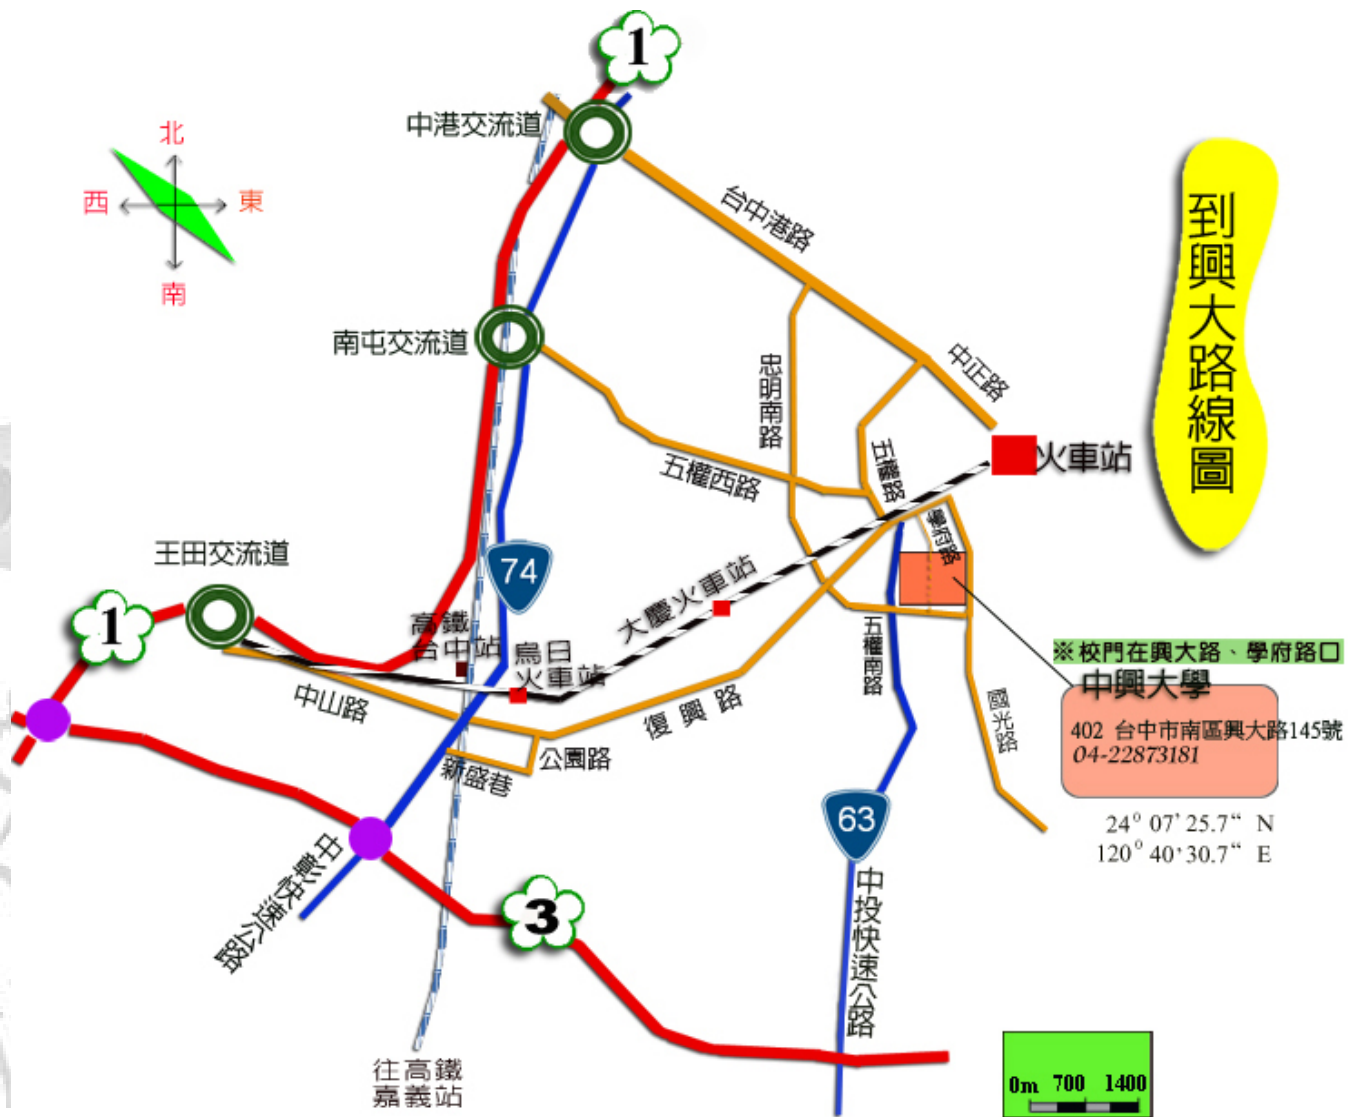 1
中港交流道
北
西
東
南
台中港路
到興大路線圖
南屯交流道
忠明南路
中正路
火車站
五權西路
五權路
學府路
王田交流道
74
1
大慶火車站
高鐵
台中站
烏日
火車站
五權南路
※校門在興大路、學府路口
中興大學
402 台中市南區興大路145號
04-22873181
中山路
復興路
國光路
公園路
新盛巷
63
24° 07' 25.7“ N
120° 40' 30.7“ E
中彰快速公路
3
中投快速公路
往高鐵
嘉義站
0m 700 1400